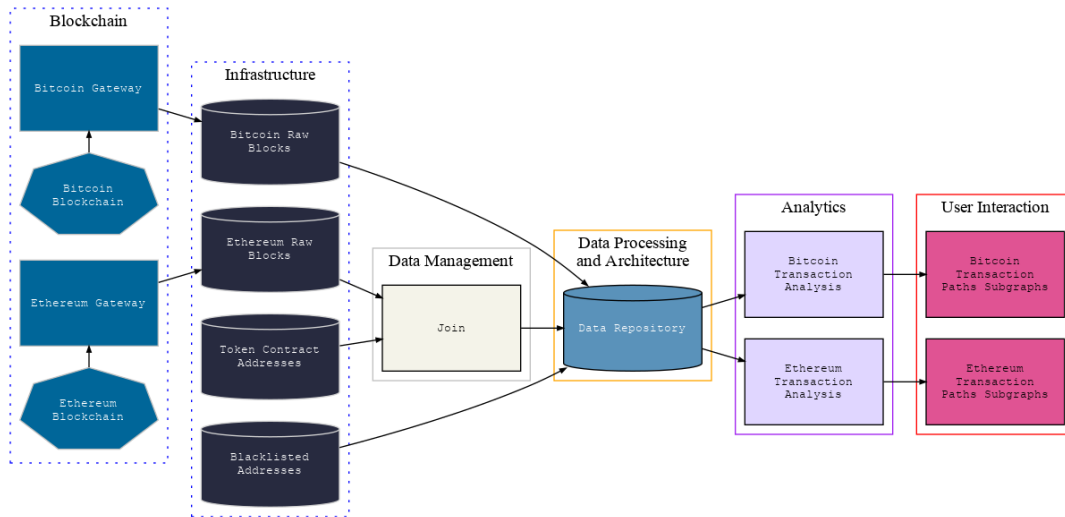 Blockchain
Bitcoin Gateway
Bitcoin
Blockchain
Ethereum Gateway
Ethereum
Blockchain
Infrastructure
Bitcoin Raw
Blocks
Ethereum Raw
Blocks
Token Contract
Addresses
Blacklisted
Addresses
Data Management
Join
Data Processing
and Architecture
Data Repository
Analytics
Bitcoin
Transaction
Analysis
Ethereum
Transaction
Analysis
User Interaction
Bitcoin
Transaction
Paths Subgraphs
Ethereum
Transaction
Paths Subgraphs